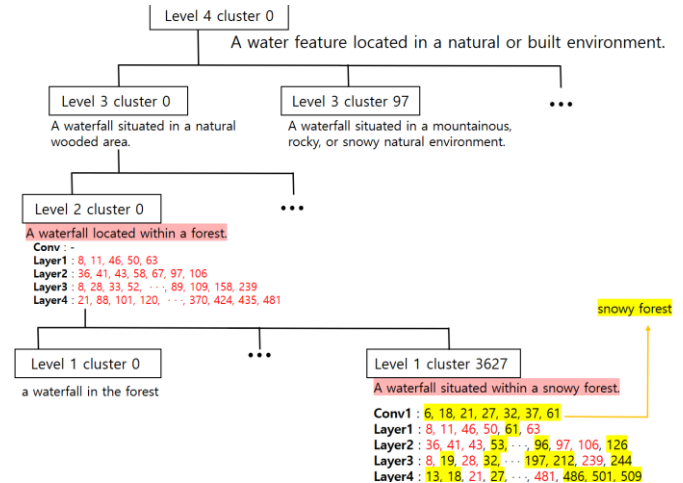 Level 4 cluster 0
A water feature located in a natural or built environment.
Level 3 cluster 0
Level 3 cluster 97
•••
A waterfall situated in a natural
wooded area.
A waterfall situated in a mountainous,
rocky, or snowy natural environment.
Level 2 cluster 0
•••
A waterfall located within a forest.
Conv : -
Layer1 : 8, 11, 46, 50, 63
Layer2 : 36, 41, 43, 58, 67, 97, 106
Layer3 : 8, 28, 33, 52, ···, 89, 109, 158, 239
Layer4 : 21, 88, 101, 120, ···, 370, 424, 435, 481
snowy forest
Level 1 cluster 0
•••
Level 1 cluster 3627
a waterfall in the forest
A waterfall situated within a snowy forest.
Conv1 : 6, 18, 21, 27, 32, 37, 61
Layer1 : 8, 11, 46, 50, 61, 63
Layer2 : 36, 41, 43, 53, ···, 96, 97, 106, 126
Layer3 : 8, 19, 28, 32, ··· 197, 212, 239, 244
Layer4 : 13, 18, 21, 27, ···, 481, 486, 501, 509